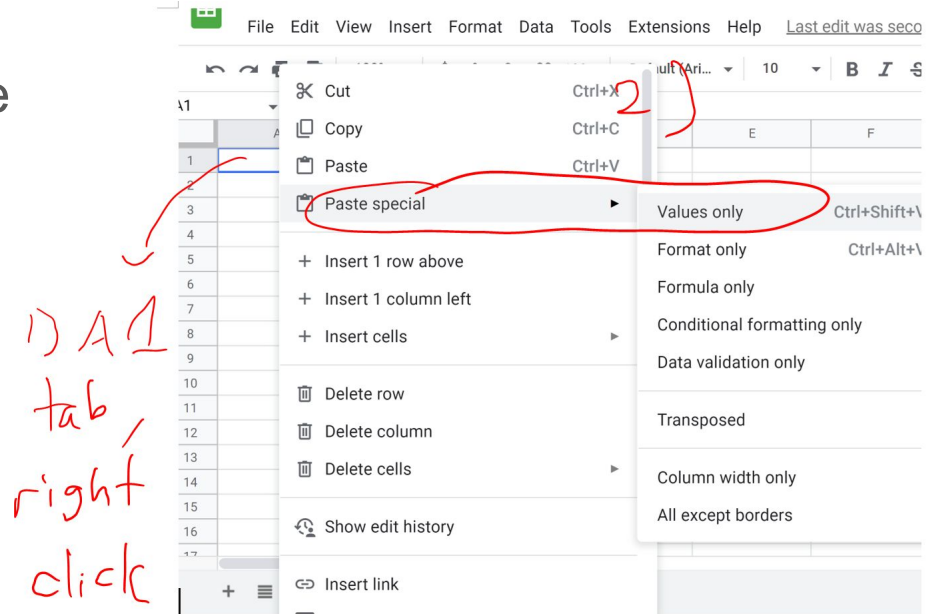 e
File Edit View Insert Format Data Tools Extensions Help Last edit was seco
10 B I S
A1
Cut Ctrl+X
2)
Copy Ctrl+C
E F
1 Paste Ctrl+V
2
3 Paste special
Values only Ctrl+Shift+V
4
Format only Ctrl+Alt+V
5 Insert 1 row above
6 Formula only
7 Insert 1 column left
8 Insert cells
Conditional formatting only
9
Data validation only
10 Delete row
11
Transposed
12 Delete column
13
14 Delete cells
Column width only
15
All except borders
16 Show edit history
17
Insert link
1) A1
tab
right
click